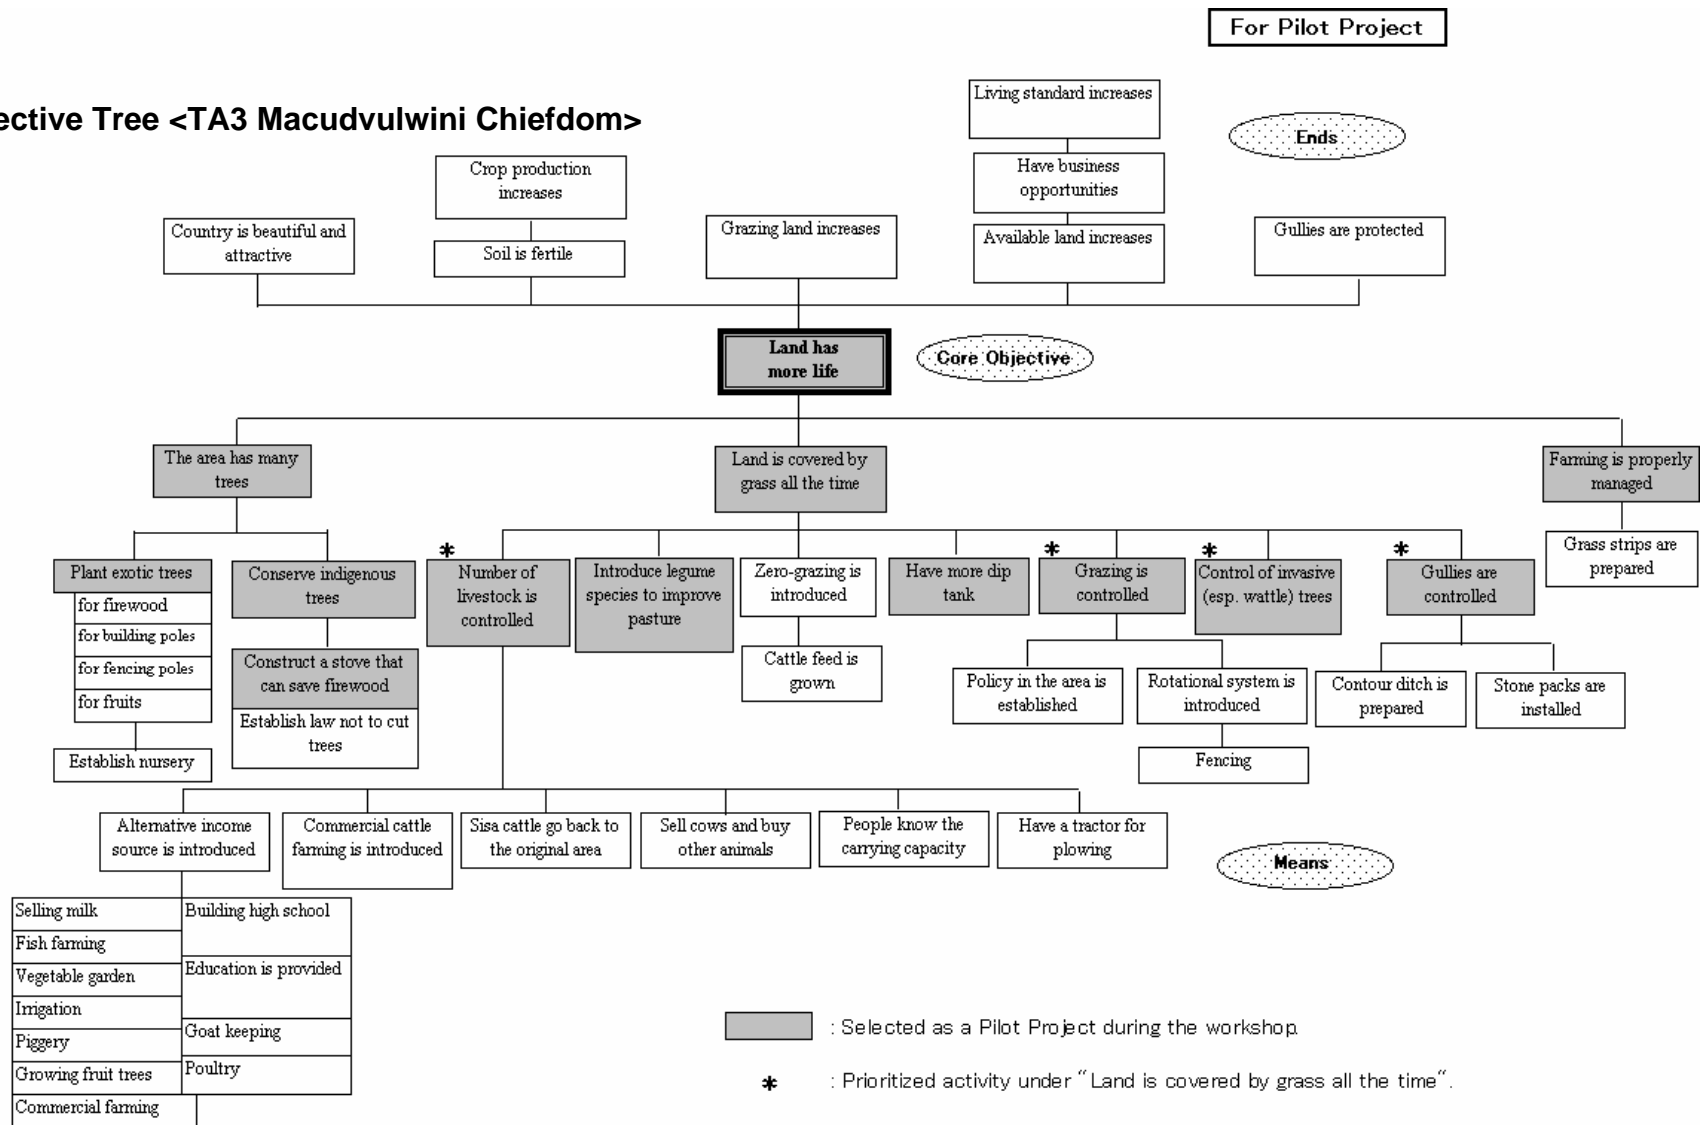 For Pilot Project
ective Tree <TA3 Macudvulwini Chiefdom>
Living standard increases
Ends
Have business
opportunities
Crop production
increases
Country is beautiful and
attractive
Soil is fertile
Grazing land increases
Available land increases
Gullies are protected
Land has
more life
Core Objective
The area has many
trees
Land is covered by
grass all the time
Farming is properly
managed
Plant exotic trees
for firewood
for building poles
for fencing poles
for fruits
Establish nursery
Conserve indigenous
trees
Construct a stove that
can save firewood
Establish law not to cut
trees
*
Number of
livestock is
controlled
Introduce legume
species to improve
pasture
Zero-grazing is
introduced
Cattle feed is
grown
Have more dip
tank
*
Grazing is
controlled
Policy in the area is
established
Rotational system is
introduced
Fencing
*
Control of invasive
(esp. wattle) trees
*
Gullies are
controlled
Contour ditch is
prepared
Stone packs are
installed
Grass strips are
prepared
Alternative income
source is introduced
Commercial cattle
farming is introduced
Sisa cattle go back to
the original area
Sell cows and buy
other animals
People know the
carrying capacity
Have a tractor for
plowing
Means
Selling milk
Fish farming
Vegetable garden
Irrigation
Piggery
Growing fruit trees
Commercial farming
Building high school
Education is provided
Goat keeping
Poultry
: Selected as a Pilot Project during the workshop.
* : Prioritized activity under "Land is covered by grass all the time".